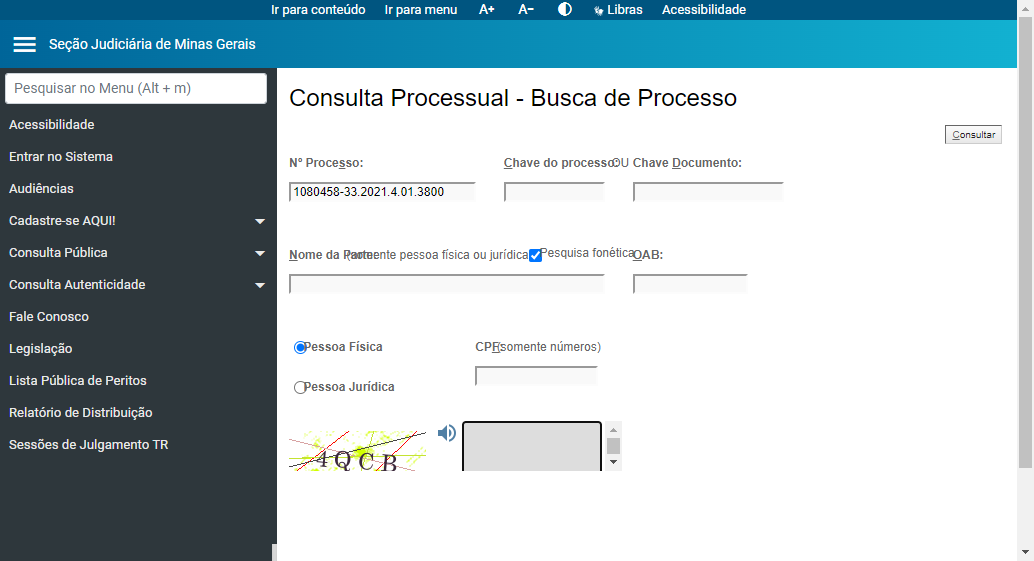 Ir para conteúdo Ir para menu A+ A− Libras Acessibilidade
Seção Judiciária de Minas Gerais
Pesquisar no Menu (Alt + m)
Acessibilidade
Entrar no Sistema
Audiências
Cadastre-se AQUI!
Consulta Pública
Consulta Autenticidade
Fale Conosco
Legislação
Lista Pública de Peritos
Relatório de Distribuição
Sessões de Julgamento TR
Consulta Processual - Busca de Processo
Consultar
Nº Processo: Chave do processo: OU Chave Documento:
1080458-33.2021.4.01.3800
Nome da Parte: somente pessoa física ou jurídica Pesquisa fonética OAB:
Pessoa Física CPF: (somente números)
Pessoa Jurídica
4QCB